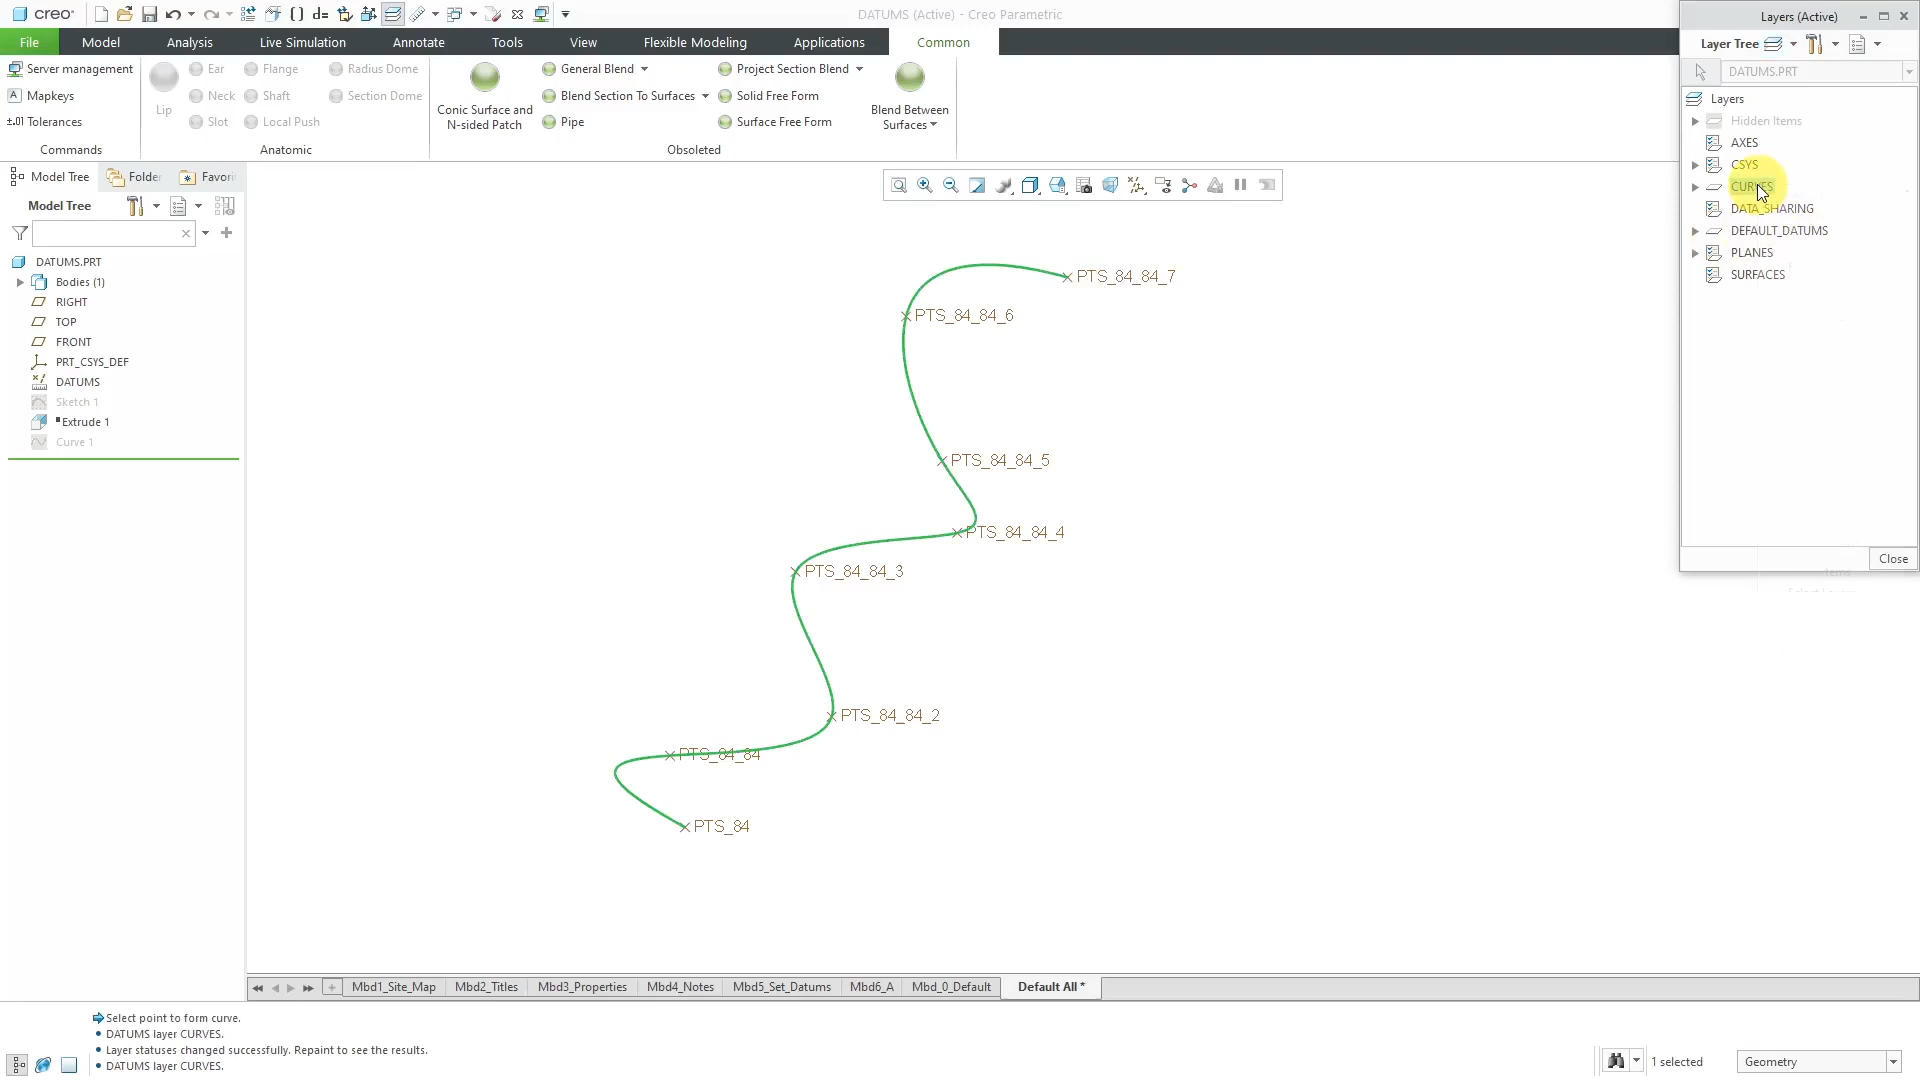 creo
DATUMS (Active) - Creo Parametric
Layers (Active)
File
Model
Analysis
Live Simulation
Annotate
Tools
View
Flexible Modeling
Applications
Common
Layer Tree
Server management
Mapkeys
±.01 Tolerances
Commands
Lip
Ear
Neck
Slot
Flange
Shaft
Local Push
Radius Dome
Section Dome
Anatomic
Conic Surface and
N-sided Patch
General Blend
Blend Section To Surfaces
Pipe
Project Section Blend
Solid Free Form
Surface Free Form
Blend Between
Surfaces
Obsoleted
DATUMS.PRT
Layers
Hidden Items
AXES
CSYS
CURVES
DATA_SHARING
DEFAULT_DATUMS
PLANES
SURFACES
Close
Model Tree
Folder
Favori
Model Tree
DATUMS.PRT
Bodies (1)
RIGHT
TOP
FRONT
PRT_CSYS_DEF
DATUMS
Sketch 1
Extrude 1
Curve 1
PTS_84_84_7
PTS_84_84_6
PTS_84_84_5
PTS_84_84_4
PTS_84_84_3
PTS_84_84_2
PTS_84_84
PTS_84
Mbd1_Site_Map
Mbd2_Titles
Mbd3_Properties
Mbd4_Notes
Mbd5_Set_Datums
Mbd6_A
Mbd_0_Default
Default All *
Select point to form curve.
• DATUMS layer CURVES.
• Layer statuses changed successfully. Repaint to see the results.
• DATUMS layer CURVES.
1 selected
Geometry